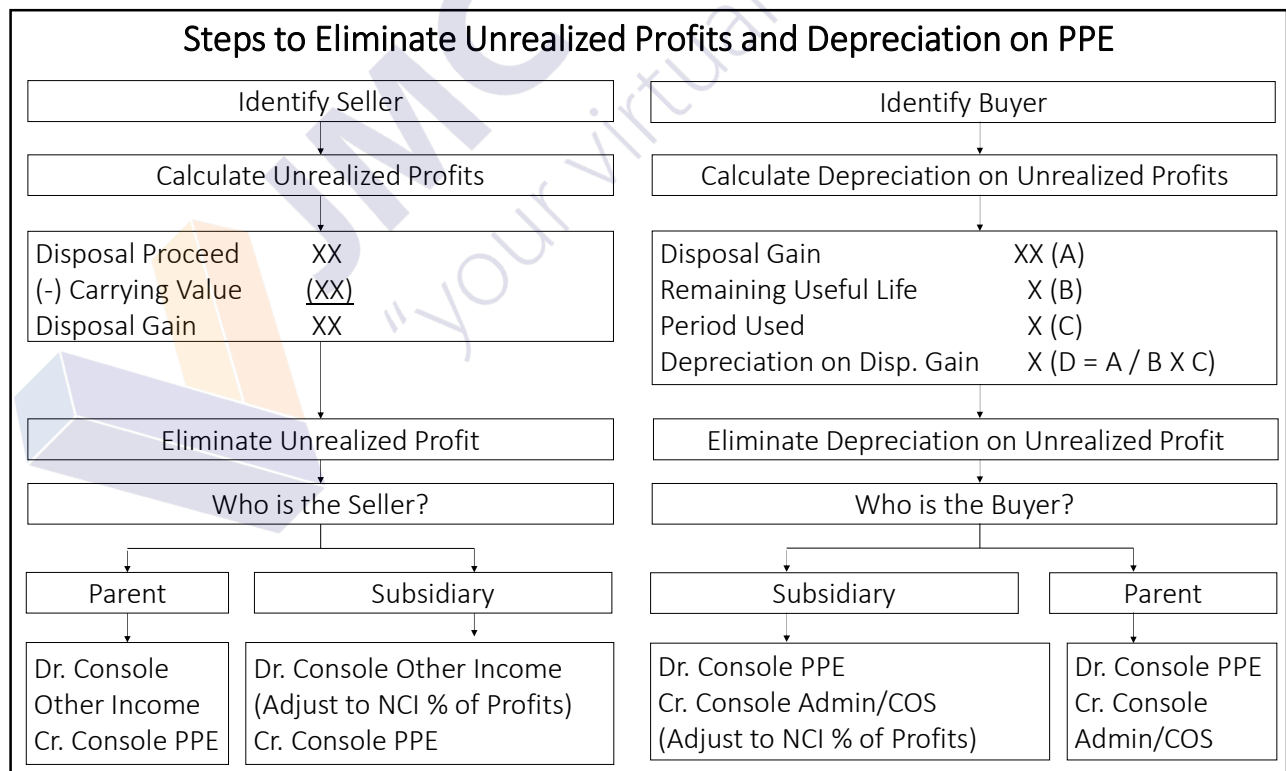 Steps to Eliminate Unrealized Profits and Depreciation on PPE
Identify Seller
Calculate Unrealized Profits
Disposal Proceed XX
(-) Carrying Value (XX)
Disposal Gain XX
Eliminate Unrealized Profit
Who is the Seller?
Parent
Subsidiary
Dr. Console
Other Income
Cr. Console PPE
Dr. Console Other Income
(Adjust to NCI % of Profits)
Cr. Console PPE
Identify Buyer
Calculate Depreciation on Unrealized Profits
Disposal Gain XX (A)
Remaining Useful Life X (B)
Period Used X (C)
Depreciation on Disp. Gain X (D = A / B X C)
Eliminate Depreciation on Unrealized Profit
Who is the Buyer?
Subsidiary
Parent
Dr. Console PPE
Cr. Console Admin/COS
(Adjust to NCI % of Profits)
Dr. Console PPE
Cr. Console
Admin/COS
JMC
"your virtual